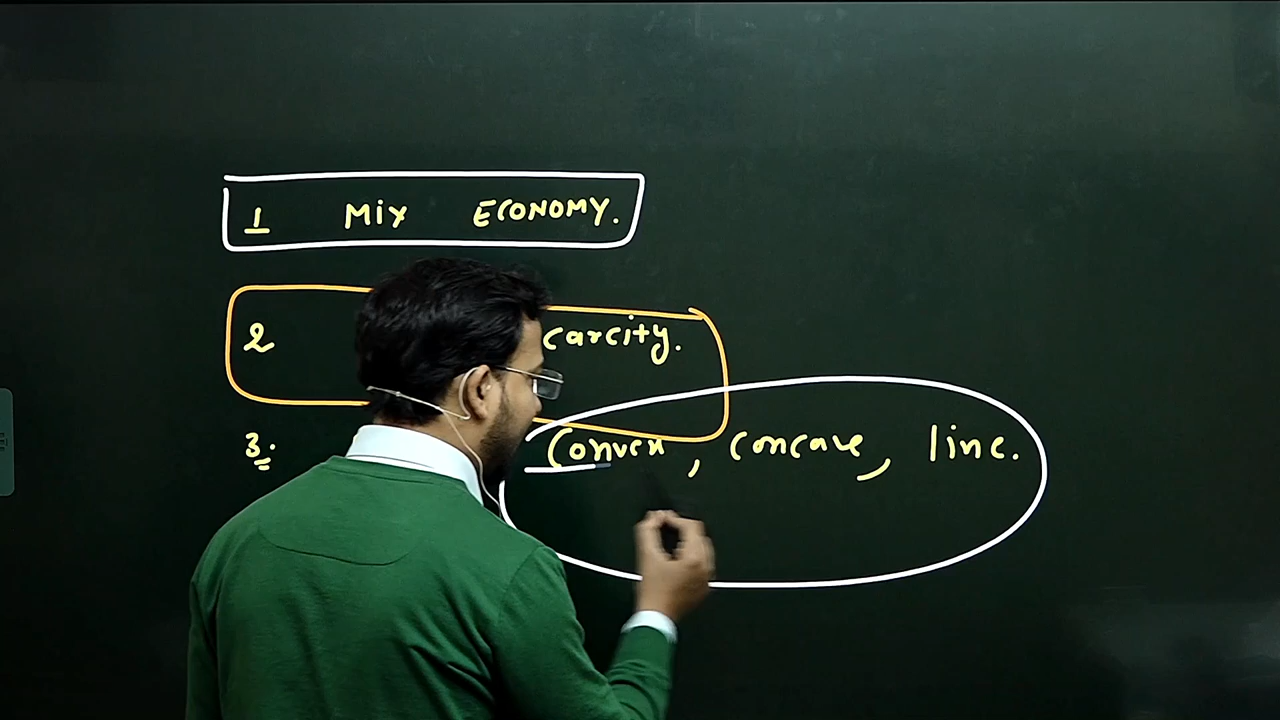 1 Mix ECONOMY.
2 carcity.
3: Convex, concave, line.